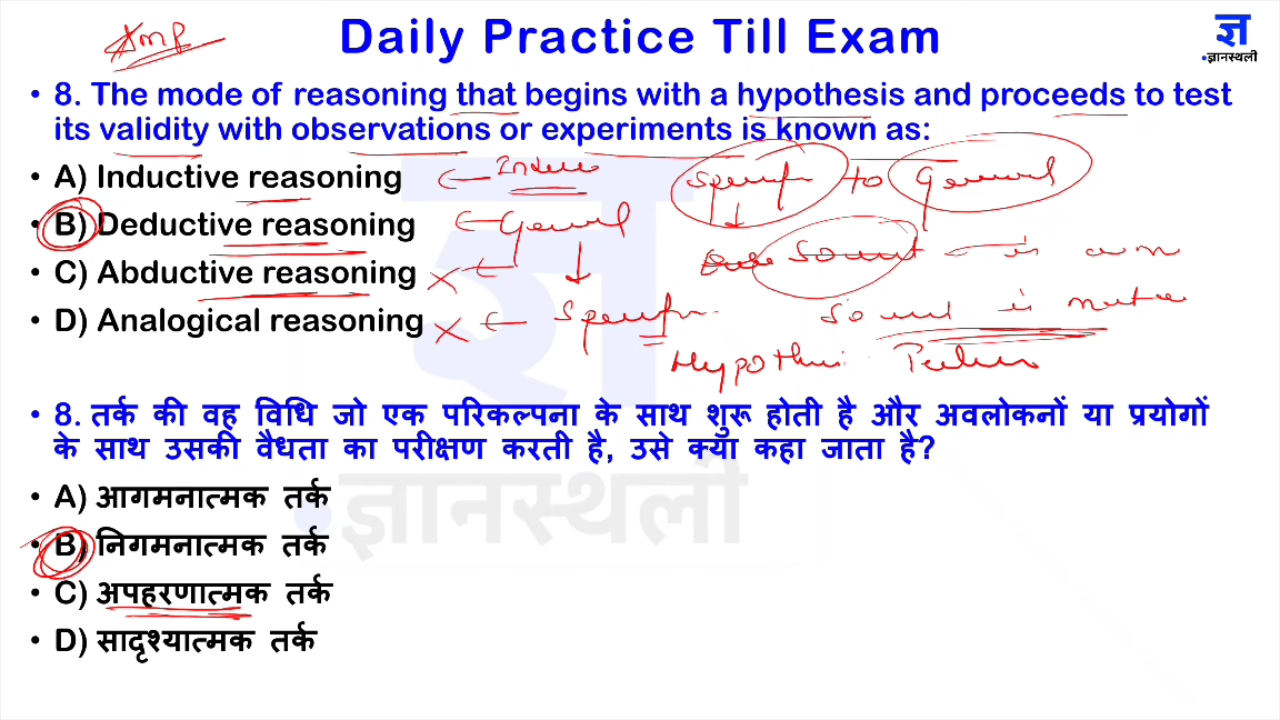 Imp
Daily Practice Till Exam
ज्ञ
ज्ञानस्थली
• 8. The mode of reasoning that begins with a hypothesis and proceeds to test
its validity with observations or experiments is known as:
• A) Inductive reasoning
Specific to General
• B) Deductive reasoning
General
• C) Abductive reasoning
Sound is
• D) Analogical reasoning
Specific
• 8. तर्क की वह विधि जो एक परिकल्पना के साथ शुरू होती है और अवलोकनों या प्रयोगों
के साथ उसकी वैधता का परीक्षण करती है, उसे क्या कहा जाता है?
• A) आगमनात्मक तर्क
• B) निगमनात्मक तर्क
• C) अपहरणात्मक तर्क
• D) सादृश्यात्मक तर्क
ज्ञ
ज्ञानस्थली